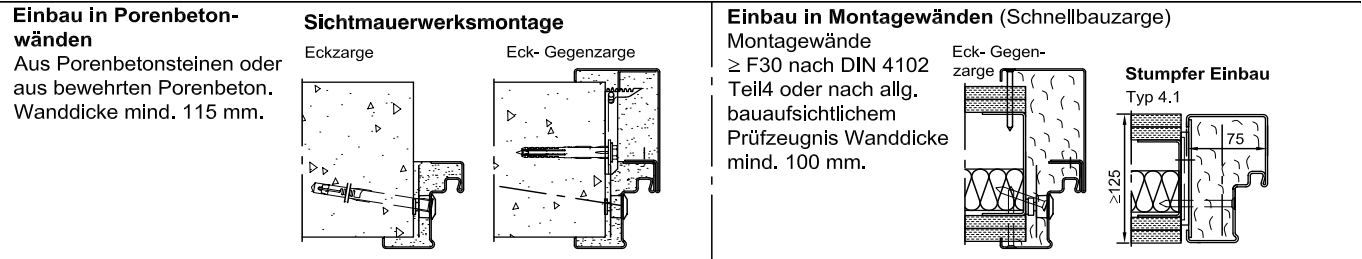 Einbau in Porenbeton-
wänden
Aus Porenbetonsteinen oder
aus bewehrten Porenbeton.
Wanddicke mind. 115 mm.
Sichtmauerwerksmontage
Eckzarge
Eck- Gegenzarge
Einbau in Montagewänden (Schnellbauzarge)
Montagewände
≥ F30 nach DIN 4102
Teil4 oder nach allg.
bauaufsichtlichem
Prüfzeugnis Wanddicke
mind. 100 mm.
Eck- Gegen-
zarge
Stumpfer Einbau
Typ 4.1
75
≥125